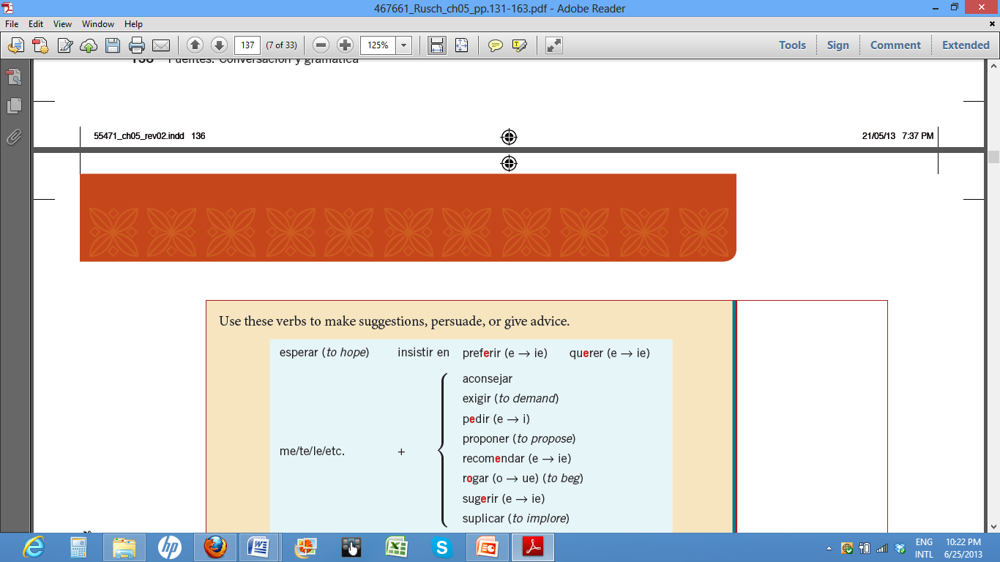 467661_Rusch_ch05_pp.131-163.pdf - Adobe Reader
File Edit View Window Help
137 (7 of 33) 125% Tools Sign Comment Extended
136 Fuentes: Conversación y gramática
55471_ch05_rev02.indd 136 21/05/13 7:37 PM
Use these verbs to make suggestions, persuade, or give advice.
esperar (to hope) insistir en preferir (e → ie) querer (e → ie)
aconsejar
exigir (to demand)
pedir (e → i)
proponer (to propose)
me/te/le/etc. +
recomendar (e → ie)
rogar (o → ue) (to beg)
sugerir (e → ie)
suplicar (to implore)
ENG 10:22 PM
INTL 6/25/2013